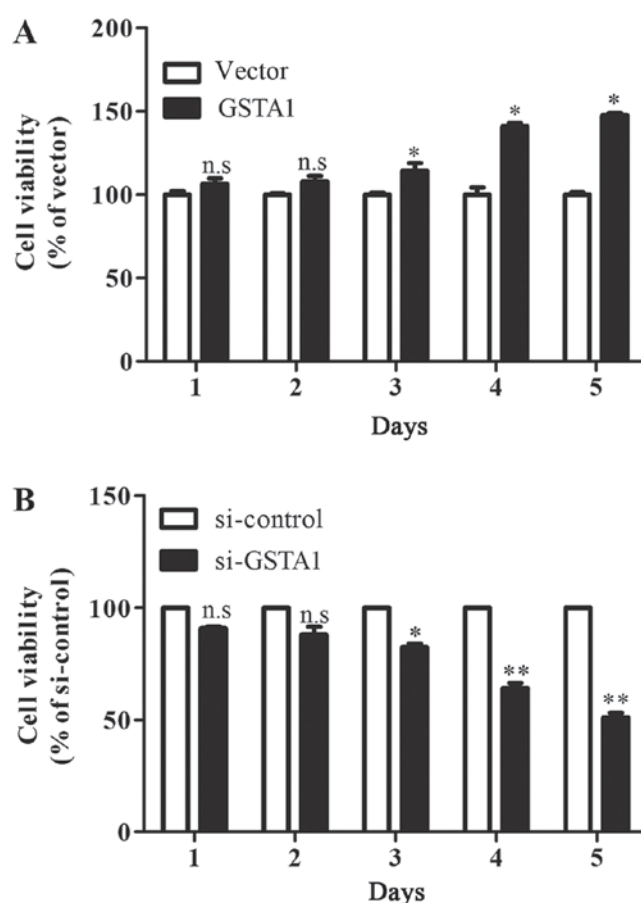 A
200
150
100
50
0
Cell viability
(% of vector)
Vector
GSTA1
n.s
n.s
*
*
*
1 2 3 4 5
Days
B
150
100
50
0
Cell viability
(% of si-control)
si-control
si-GSTA1
n.s
n.s
*
**
**
1 2 3 4 5
Days